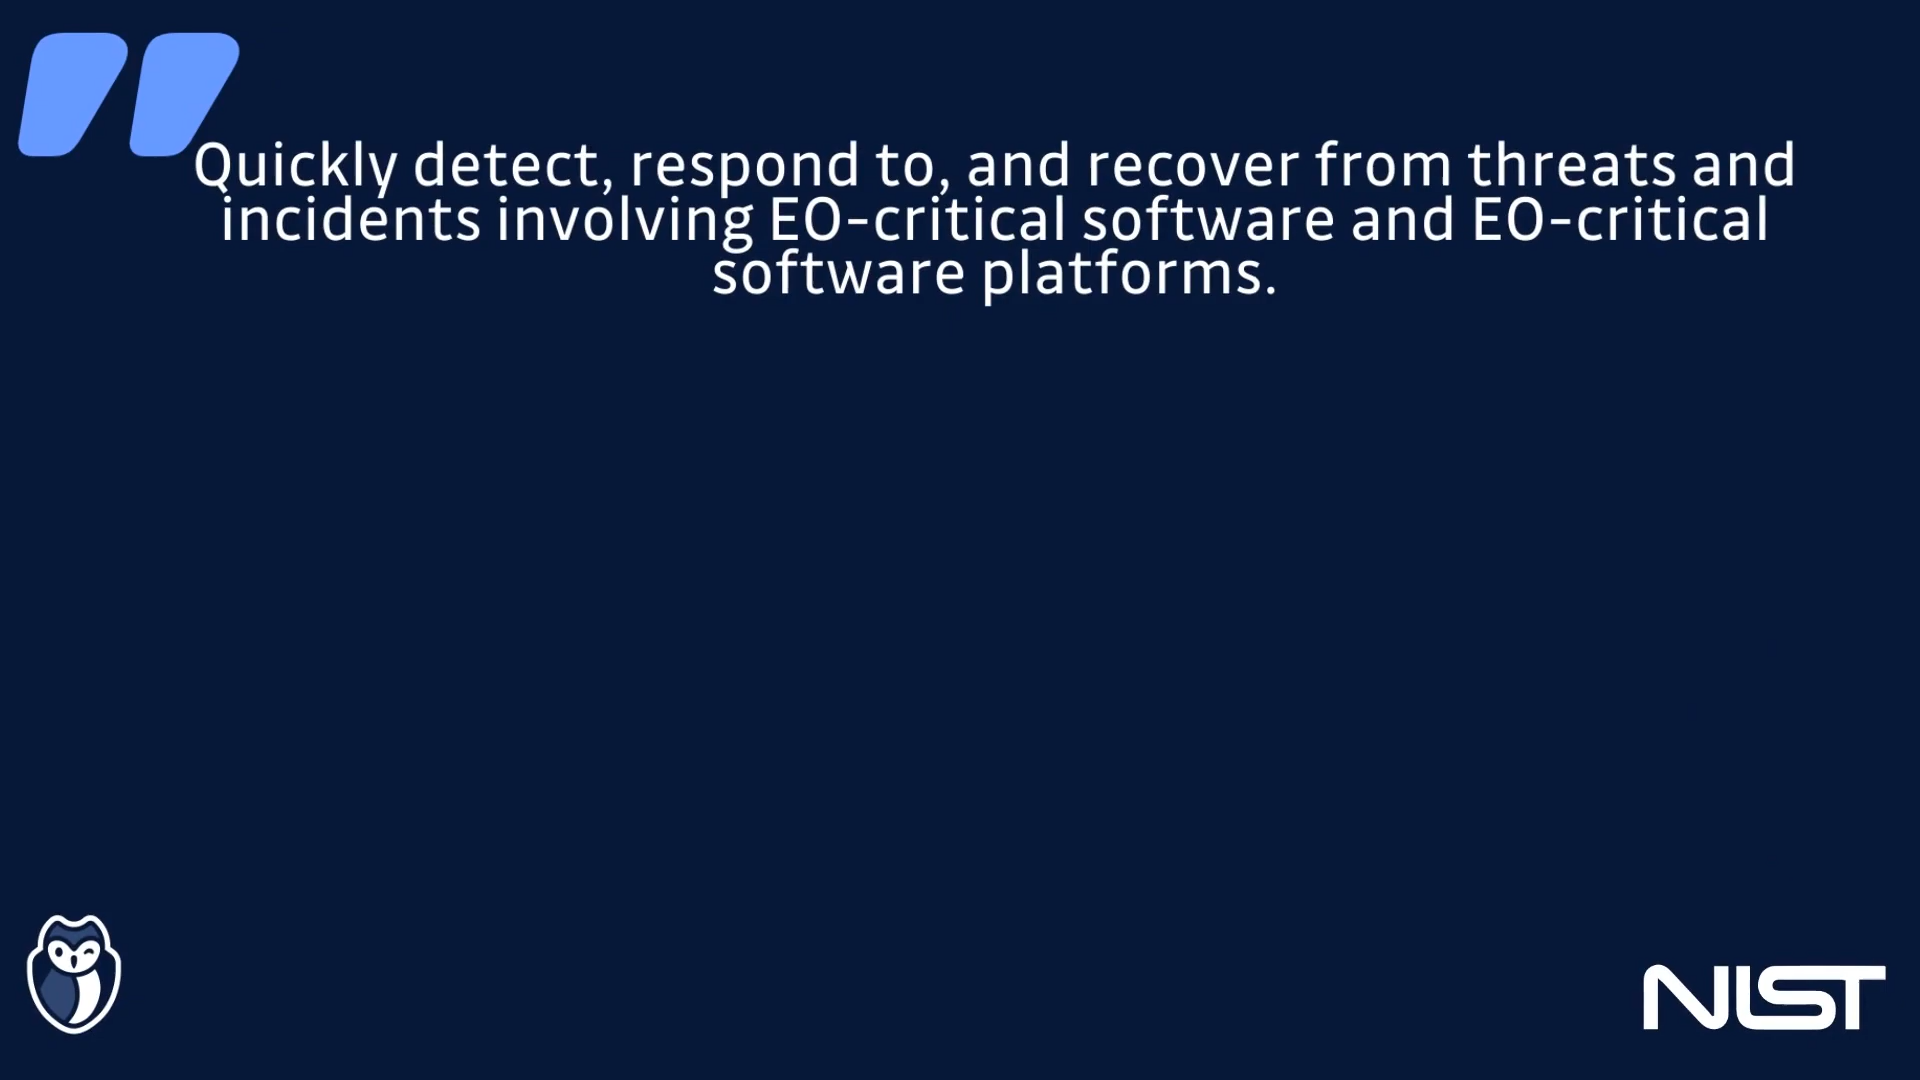 Quickly detect, respond to, and recover from threats and
incidents involving EO-critical software and EO-critical
software platforms.
NIST